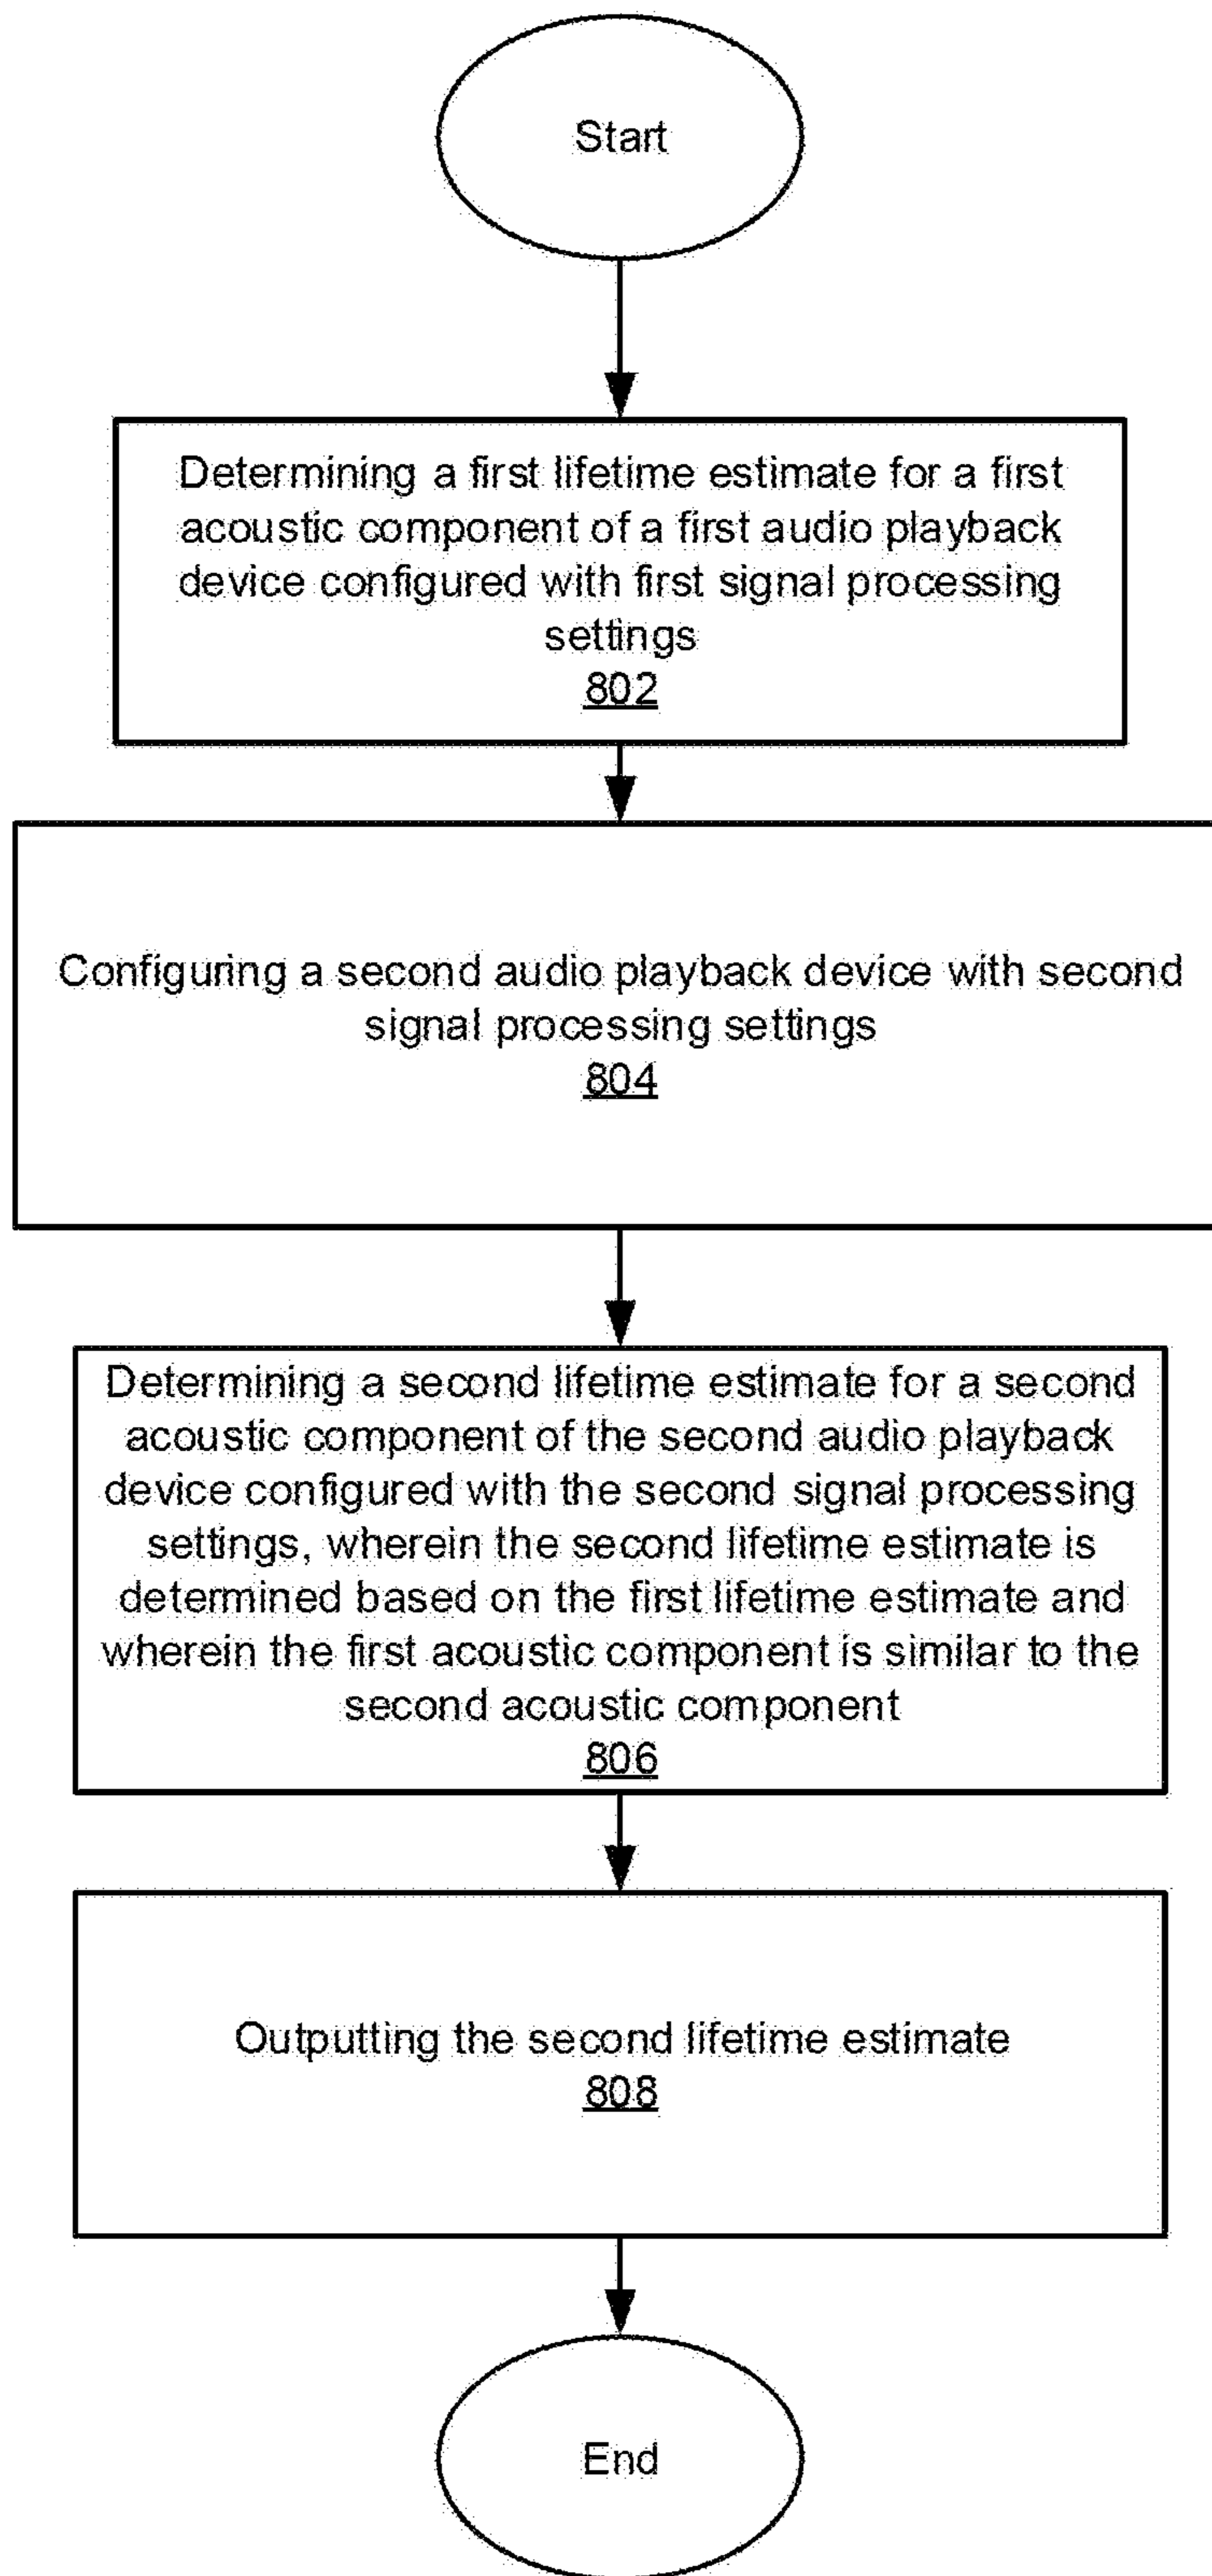 Start
Determining a first lifetime estimate for a first
acoustic component of a first audio playback
device configured with first signal processing
settings
802
Configuring a second audio playback device with second
signal processing settings
804
Determining a second lifetime estimate for a second
acoustic component of the second audio playback
device configured with the second signal processing
settings, wherein the second lifetime estimate is
determined based on the first lifetime estimate and
wherein the first acoustic component is similar to the
second acoustic component
806
Outputting the second lifetime estimate
808
End